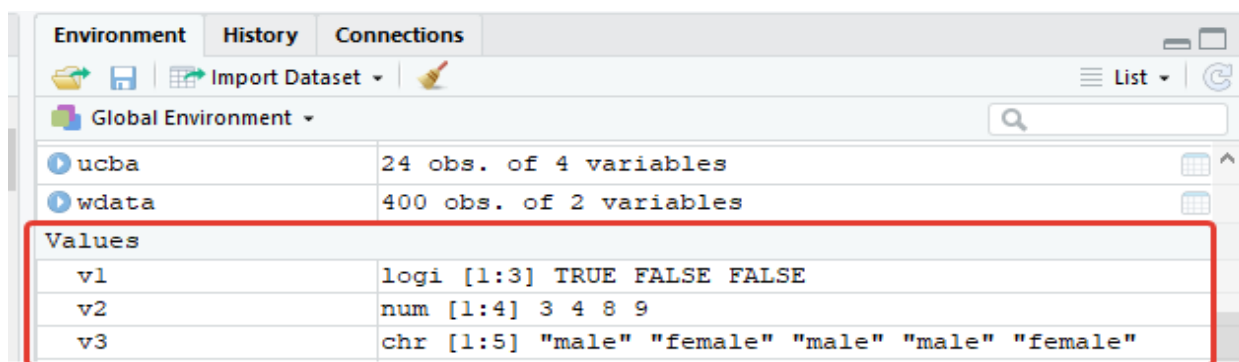 Environment History Connections
Import Dataset List
Global Environment
ucba 24 obs. of 4 variables
wdata 400 obs. of 2 variables
Values
v1 logi [1:3] TRUE FALSE FALSE
v2 num [1:4] 3 4 8 9
v3 chr [1:5] "male" "female" "male" "male" "female"